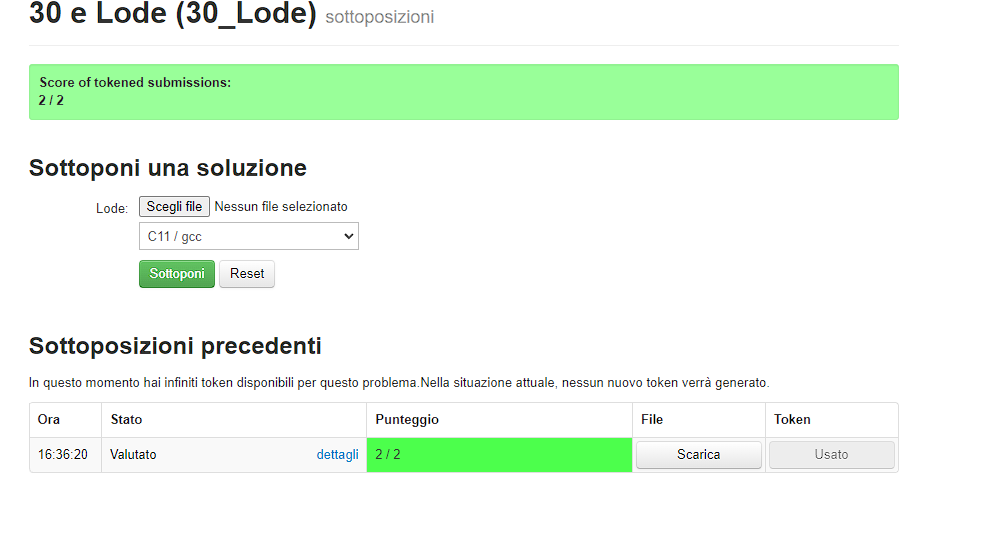 30 e Lode (30_Lode) sottoposizioni
Score of tokened submissions:
2 / 2
Sottoponi una soluzione
Lode: Scegli file Nessun file selezionato
C11 / gcc
Sottoponi Reset
Sottoposizioni precedenti
In questo momento hai infiniti token disponibili per questo problema.Nella situazione attuale, nessun nuovo token verrà generato.
Ora Stato Punteggio File Token
16:36:20 Valutato dettagli 2 / 2 Scarica Usato